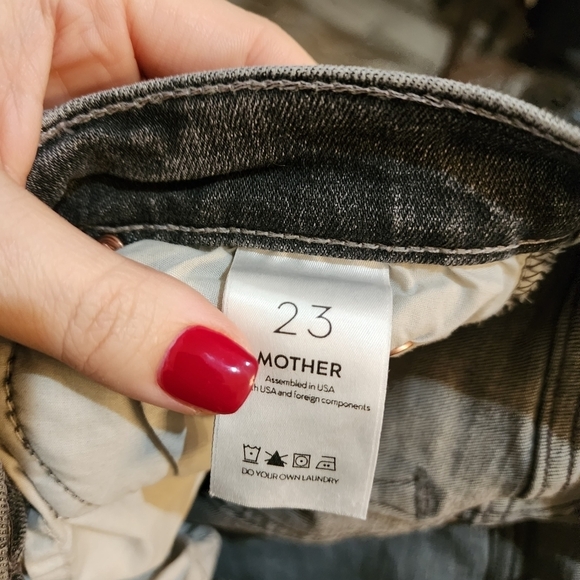 23
MOTHER
Assembled in USA
USA and foreign components
DO YOUR OWN LAUNDRY